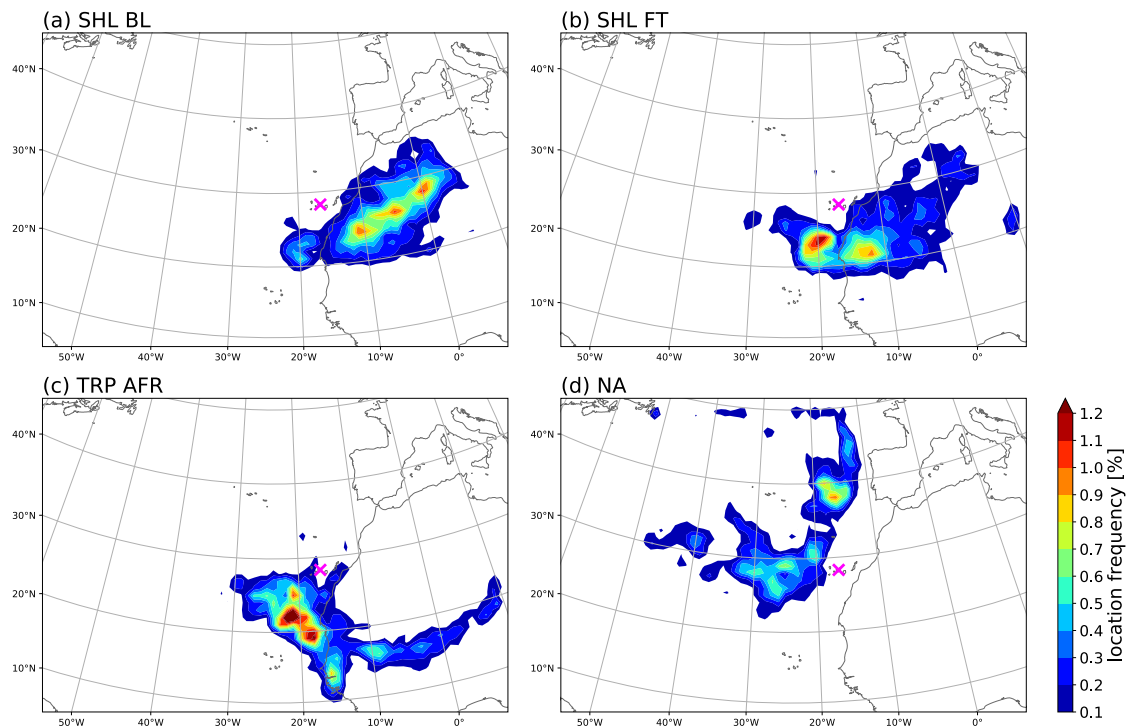 (a) SHL BL
(b) SHL FT
40°N
40°N
30°N
30°N
20°N
20°N
10°N
10°N
50°W 40°W 30°W 20°W 10°W 0°
50°W 40°W 30°W 20°W 10°W 0°
(c) TRP AFR
(d) NA
40°N
40°N
30°N
30°N
20°N
20°N
10°N
10°N
50°W 40°W 30°W 20°W 10°W 0°
50°W 40°W 30°W 20°W 10°W 0°
1.2
1.1
1.0
0.9
0.8
0.7
0.6
0.5
0.4
0.3
0.2
0.1
location frequency [%]